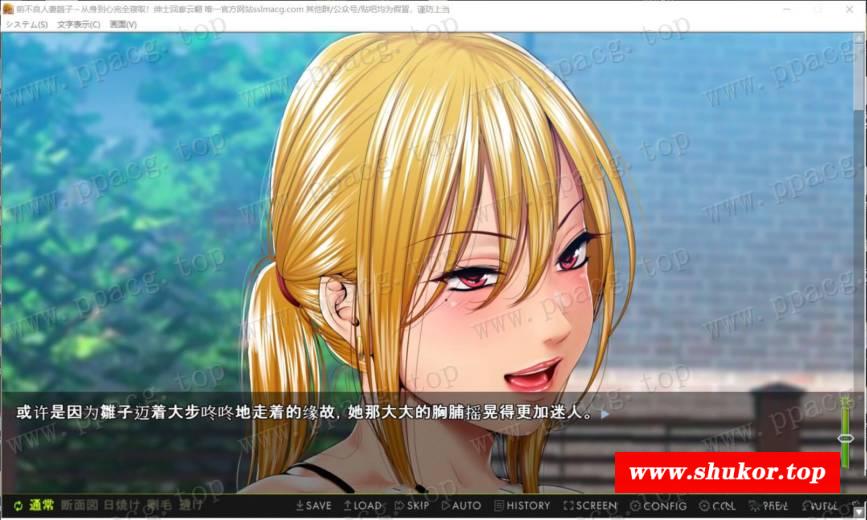 前不良人妻雛子~从身到心完全寝取! 绅士回廊云翻 唯一官方网站sslmacg.com 其他群/公众号/贴吧均为假冒,谨防上当
システム(S) 文字表示(C) 画面(V)
www.ppacg.top
或许是因为雛子迈着大步咚咚地走着的缘故,她那大大的胸脯摇晃得更加迷人。
www.shukor.top
通常 断面図 日焼け 剛毛 透け SAVE LOAD SKIP AUTO HISTORY SCREEN CONFIG